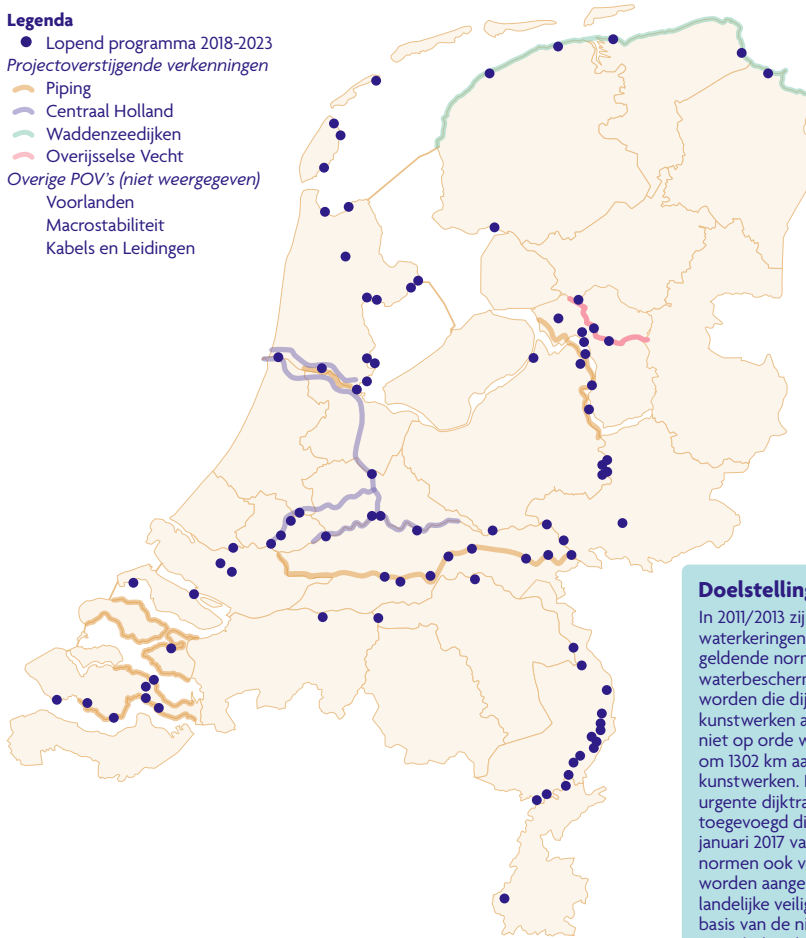 Legenda
Lopend programma 2018-2023
Projectoverstijgende verkenningen
Piping
Centraal Holland
Waddenzeedijken
Overijsselse Vecht
Overige POV's (niet weergegeven)
Voorlanden
Macrostabiliteit
Kabels en Leidingen
Doelstelling
In 2011/2013 zij
waterkeringen
geldende norm
waterbescherm
worden die dij
kunstwerken a
niet op orde w
om 1302 km aa
kunstwerken.
urgente dijktra
toegevoegd di
januari 2017 va
normen ook v
worden aange
landelijke veilig
basis van de ni